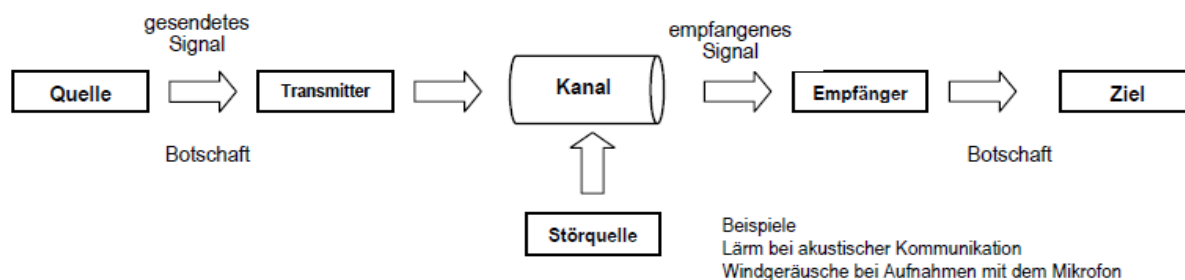 gesendetes
Signal
empfangenes
Signal
Quelle
Transmitter
Kanal
Empfänger
Ziel
Botschaft
Botschaft
Störquelle
Beispiele
Lärm bei akustischer Kommunikation
Windgeräusche bei Aufnahmen mit dem Mikrofon